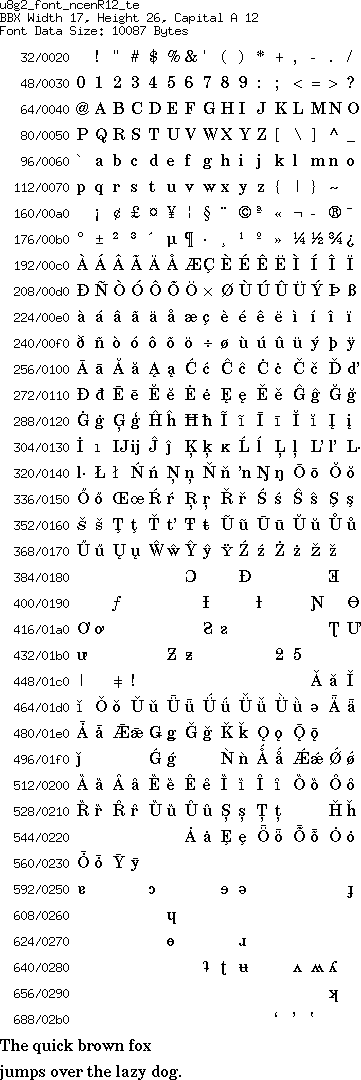 u8g2_font_ncenR12_te
BBX Width 17, Height 26, Capital A 12
Font Data Size: 10087 Bytes
32/0020 ! " # $ % & ' ( ) * + , - . /
48/0030 0 1 2 3 4 5 6 7 8 9 : ; < = > ?
64/0040 @ A B C D E F G H I J K L M N O
80/0050 P Q R S T U V W X Y Z [ \ ] ^ _
96/0060 ` a b c d e f g h i j k l m n o
112/0070 p q r s t u v w x y z { | } ~
160/00a0 ¡ ¢ £ ¤ ¥ ¦ § ¨ © ª « ¬ - ® ¯
176/00b0 ° ± ² ³ ´ µ ¶ · ¸ ¹ º » ¼ ½ ¾ ¿
192/00c0 À Á Â Ã Ä Å Æ Ç È É Ê Ë Ì Í Î Ï
208/00d0 Ð Ñ Ò Ó Ô Õ Ö × Ø Ù Ú Û Ü Ý Þ ß
224/00e0 à á â ã ä å æ ç è é ê ë ì í î ï
240/00f0 ð ñ ò ó ô õ ö ÷ ø ù ú û ü ý þ ÿ
256/0100 Ā ā Ă ă Ą ą Ć ć Ĉ ĉ Ċ ċ Č č Ď ď
272/0110 Đ đ Ē ē Ĕ ĕ Ė ė Ę ę Ě ě Ĝ ĝ Ğ ğ
288/0120 Ġ ġ Ģ ģ Ĥ ĥ Ħ ħ Ĩ ĩ Ī ī Ĭ ĭ Į į
304/0130 İ ı Ĳ ĳ Ĵ ĵ Ķ ķ ĸ Ĺ ĺ Ļ ļ Ľ ľ Ŀ
320/0140 ŀ Ł ł Ń ń Ņ ņ Ň ň ŉ Ŋ ŋ Ō ō Ŏ ŏ
336/0150 Ő ő Œ œ Ŕ ŕ Ŗ ŗ Ř ř Ś ś Ŝ ŝ Ş ş
352/0160 Š š Ţ ţ Ť ť Ŧ ŧ Ũ ũ Ū ū Ŭ ŭ Ů ů
368/0170 Ű ű Ų ų Ŵ ŵ Ŷ ŷ Ÿ Ź ź Ż ż Ž ž
384/0180 Ɔ Ɖ Ǝ
400/0190 ƒ Ɨ ƚ Ɲ Ɵ
416/01a0 Ơ ơ Ƨ ƨ Ʈ Ư
432/01b0 ư Ƶ ƶ Ƽ ƽ
448/01c0 ǀ ǂ ǃ Ǎ ǎ Ǐ
464/01d0 ǐ Ǒ ǒ Ǔ ǔ Ǖ ǖ Ǘ ǘ Ǚ ǚ Ǜ ǜ ǝ Ǟ ǟ
480/01e0 Ǡ ǡ Ǣ ǣ Ǥ ǥ Ǧ ǧ Ǩ ǩ Ǫ ǫ Ǭ ǭ
496/01f0 ǰ Ǵ ǵ Ǹ ǹ Ǻ ǻ Ǽ ǽ Ǿ ǿ
512/0200 Ȁ ȁ Ȃ ȃ Ȅ ȅ Ȇ ȇ Ȉ ȉ Ȋ ȋ Ȍ ȍ Ȏ ȏ
528/0210 Ȑ ȑ Ȓ ȓ Ȕ ȕ Ȗ ȗ Ș ș Ț ț Ȟ ȟ
544/0220 Ȧ ȧ Ȩ ȩ Ȫ ȫ Ȭ ȭ Ȯ ȯ
560/0230 Ȱ ȱ Ȳ ȳ
592/0250 ɐ ɔ ɘ ə ɟ
608/0260 ɥ
624/0270 ɵ ɹ
640/0280 ʇ ʈ ʉ ʌ ʍ ʎ
656/0290 ʞ
688/02b0 ʻ ʼ ʽ
The quick brown fox
jumps over the lazy dog.